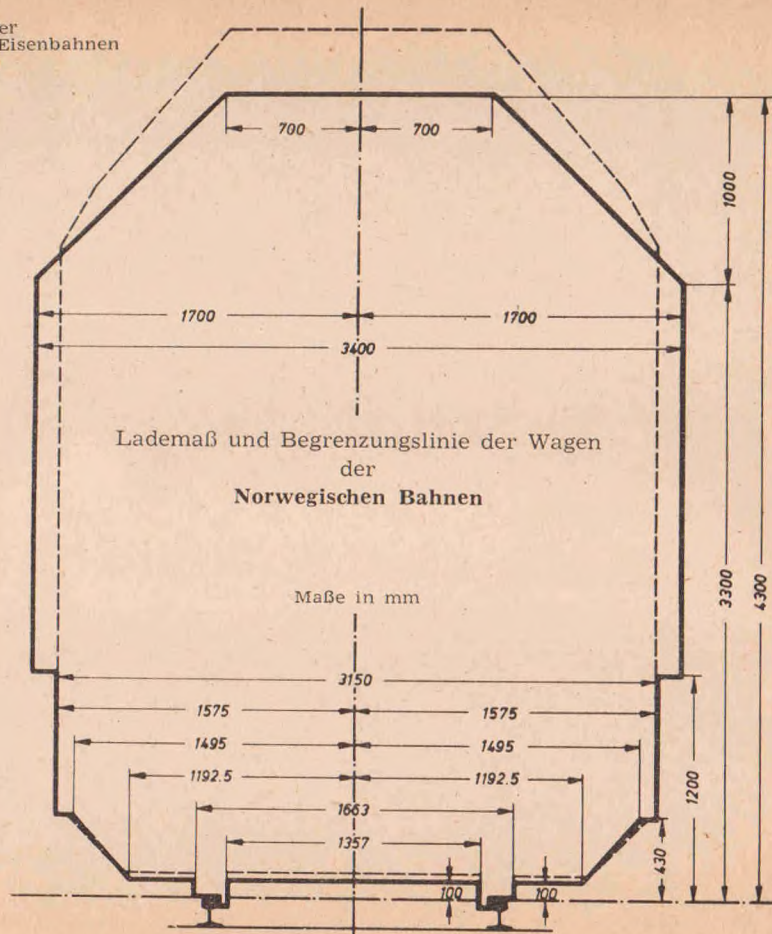 er
Eisenbahnen
700 700
1000
1700 1700
3400
Lademaß und Begrenzungslinie der Wagen
der
Norwegischen Bahnen
3300
4300
Maße in mm
3150
1575 1575
1495 1495
1192.5 1192.5
1200
1663
1357
430
100 100